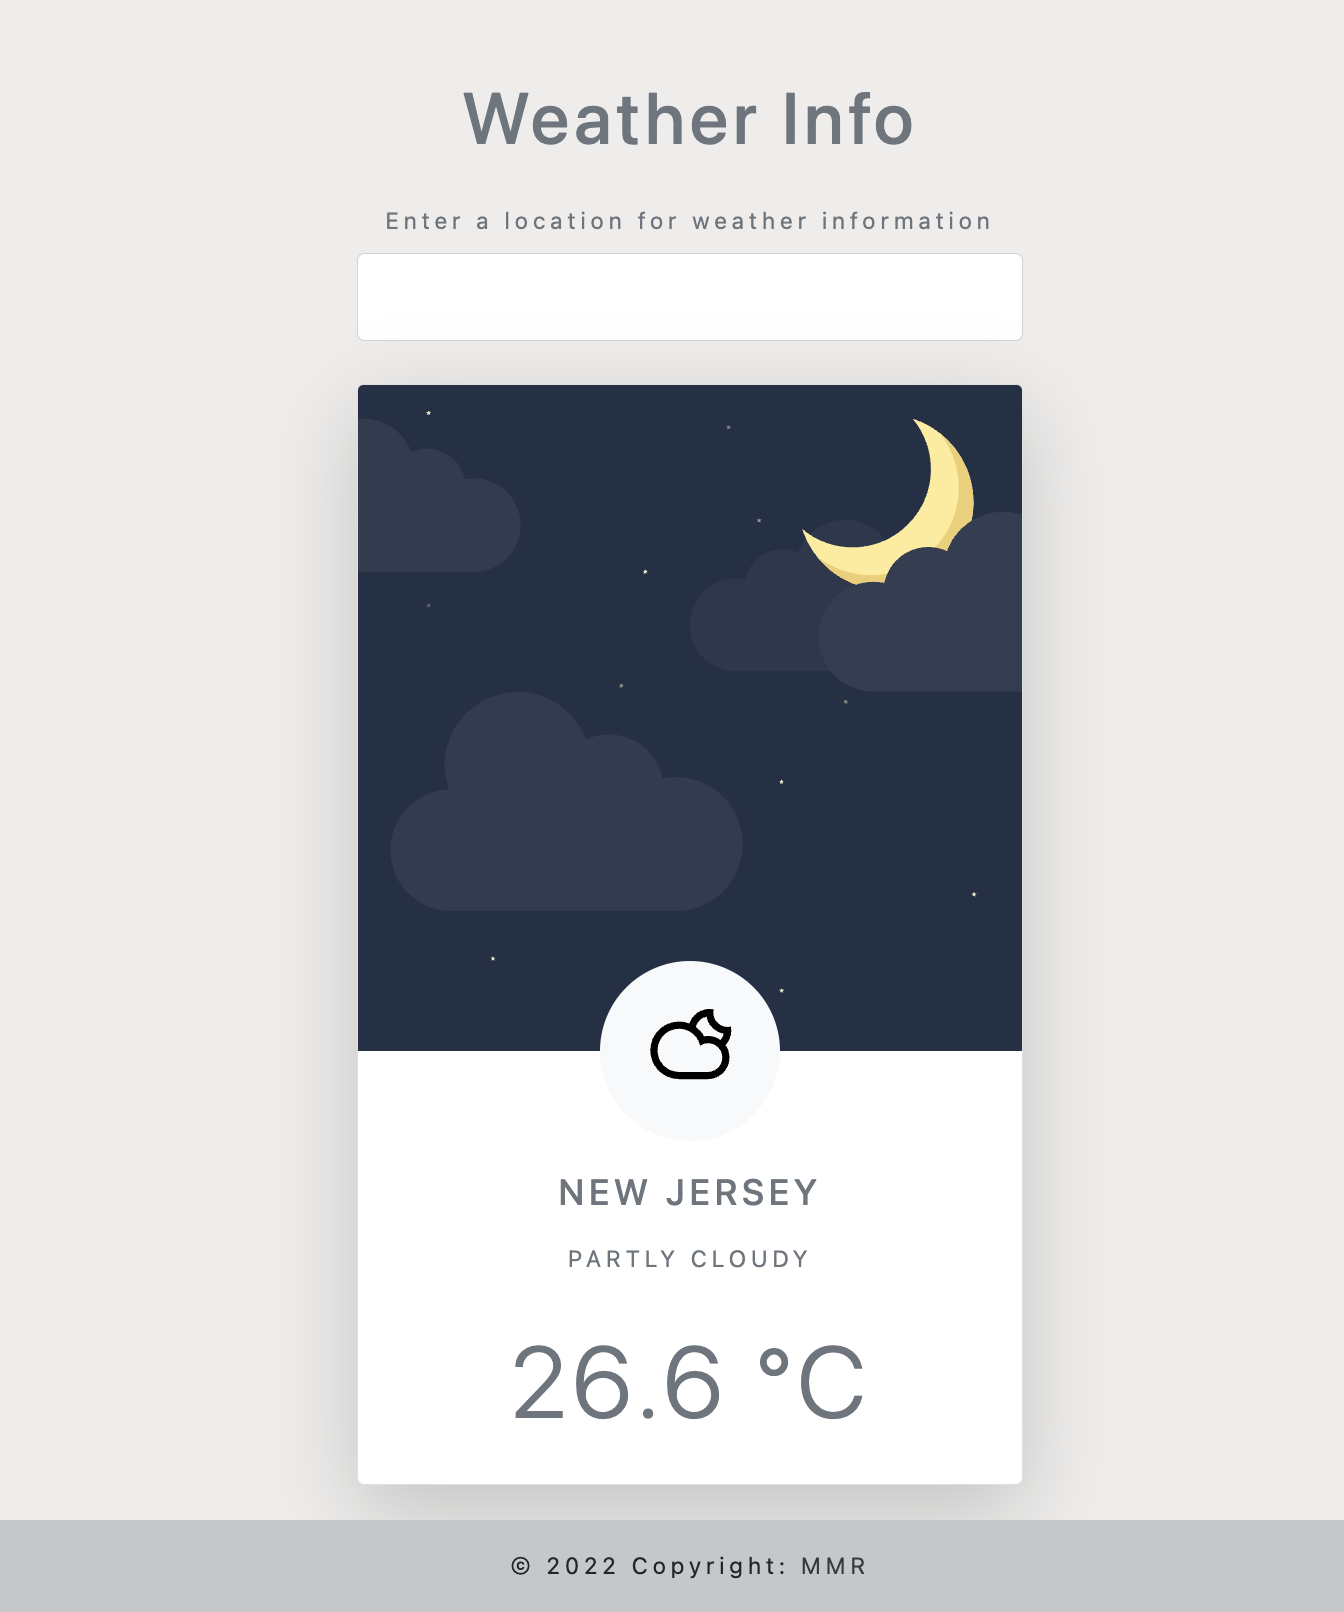 Weather Info
Enter a location for weather information
NEW JERSEY
PARTLY CLOUDY
26.6 °C
© 2022 Copyright: MMR